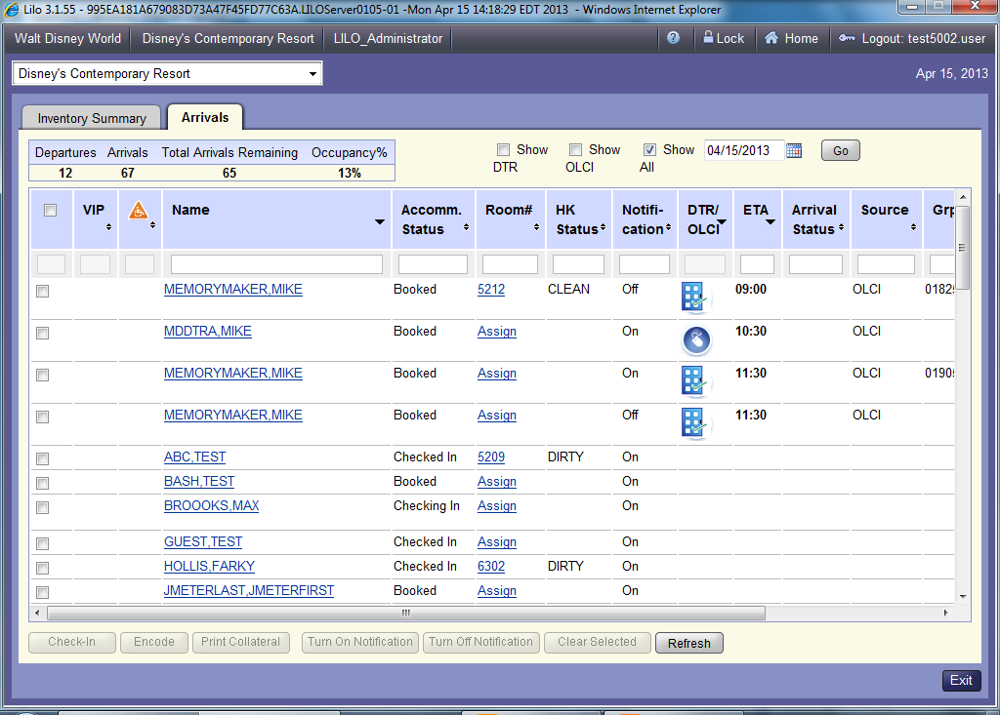 Lilo 3.1.55 - 995EA181A679083D73A47F45FD77C63A.LILOServer0105-01 -Mon Apr 15 14:18:29 EDT 2013 - Windows Internet Explorer
Walt Disney World Disney's Contemporary Resort LILO_Administrator ? Lock Home Logout: test5002.user
Disney's Contemporary Resort Apr 15, 2013
Inventory Summary Arrivals
Departures Arrivals Total Arrivals Remaining Occupancy%
12 67 65 13%
Show DTR Show OLCI Show All 04/15/2013 Go
VIP Name Accomm. Status Room# HK Status Notifi-cation DTR/OLCI ETA Arrival Status Source Grp
MEMORYMAKER,MIKE Booked 5212 CLEAN Off 09:00 OLCI 0182
MDDTRA,MIKE Booked Assign On 10:30 OLCI
MEMORYMAKER,MIKE Booked Assign On 11:30 OLCI 0190
MEMORYMAKER,MIKE Booked Assign Off 11:30 OLCI
ABC,TEST Checked In 5209 DIRTY On
BASH,TEST Booked Assign On
BROOOKS,MAX Checking In Assign On
GUEST,TEST Checked In Assign On
HOLLIS,FARKY Checked In 6302 DIRTY On
JMETERLAST,JMETERFIRST Booked Assign On
Check-In Encode Print Collateral Turn On Notification Turn Off Notification Clear Selected Refresh
Exit